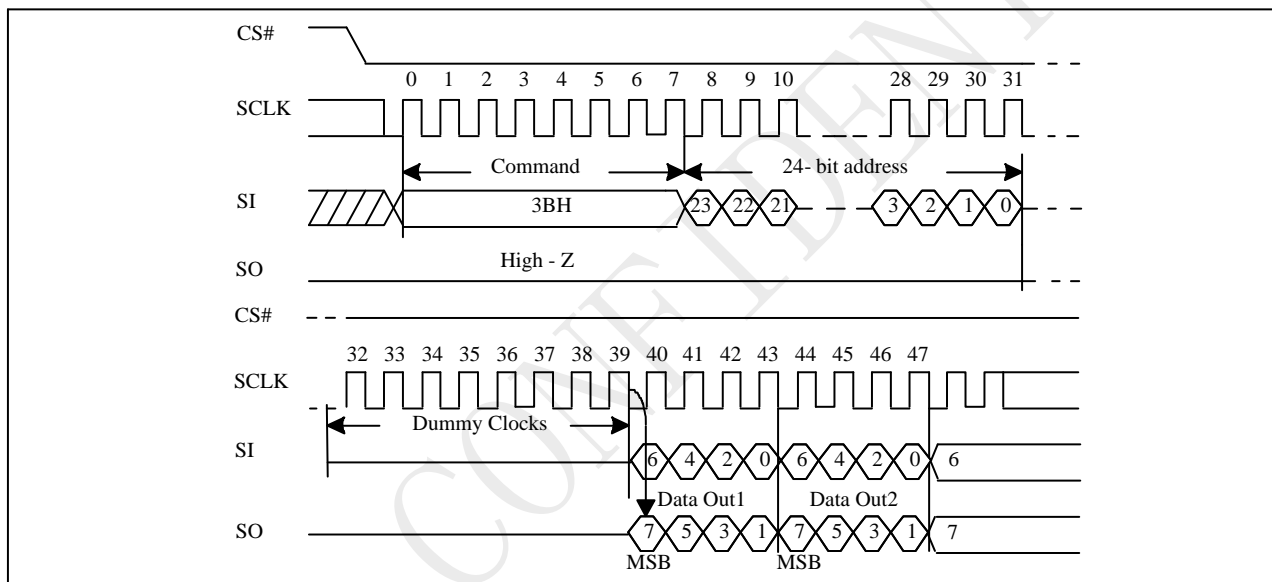 CS#
0 1 2 3 4 5 6 7 8 9 10 28 29 30 31
SCLK
Command 24- bit address
SI 3BH 23 22 21 3 2 1 0
SO High - Z
CS#
32 33 34 35 36 37 38 39 40 41 42 43 44 45 46 47
SCLK
Dummy Clocks
SI 6 4 2 0 6 4 2 0 6
Data Out1 Data Out2
SO 7 5 3 1 7 5 3 1 7
MSB MSB
CONFIDENT